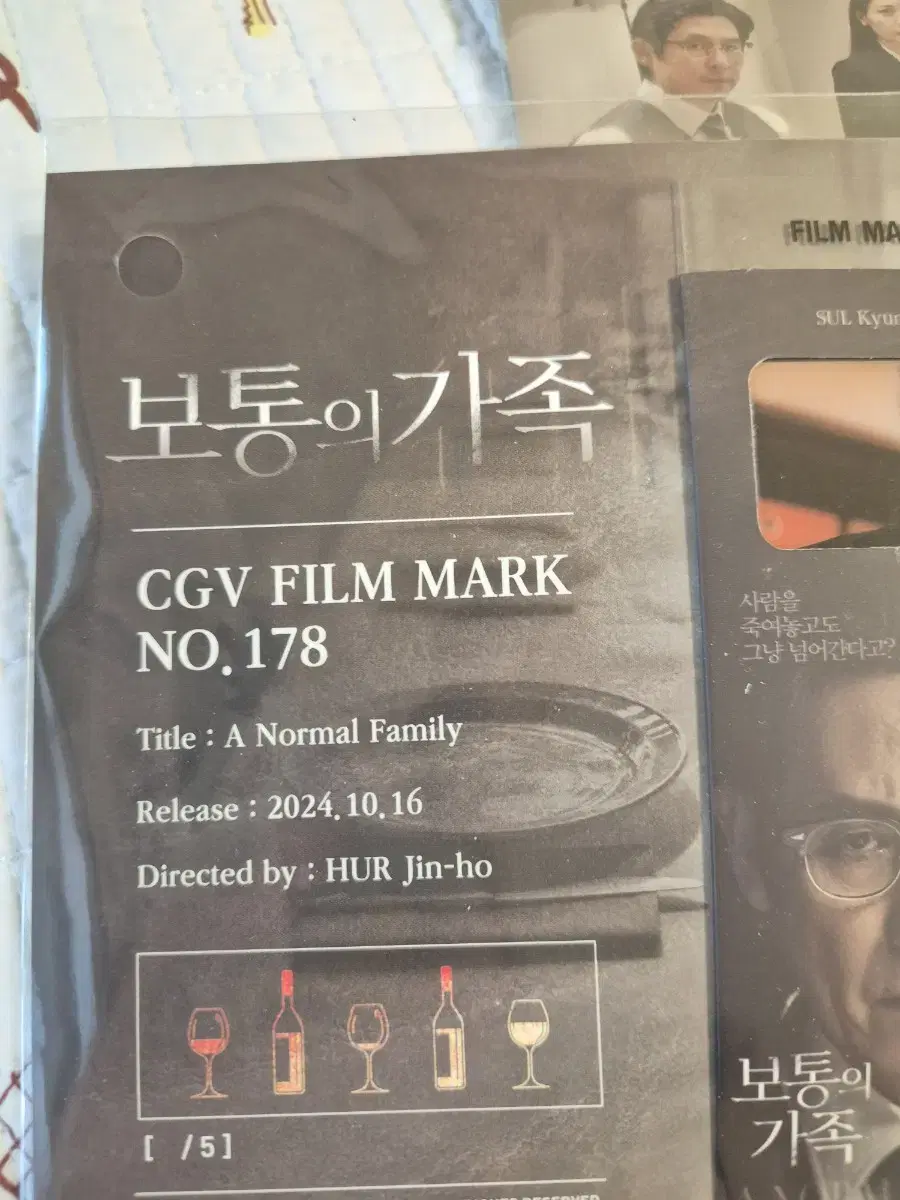 보통의 가족
CGV FILM MARK
NO.178
Title : A Normal Family
Release : 2024.10.16
Directed by : HUR Jin-ho
[ /5]
RESERVED
FILM
SUL
사람을
죽여놓고도
그냥 넘어간다고?
보통의
가족